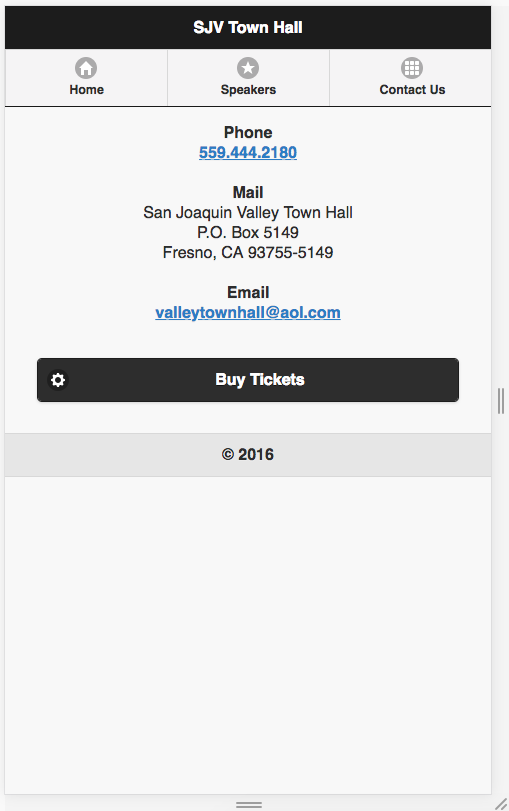 SJV Town Hall
Home
Speakers
Contact Us
Phone
559.444.2180
Mail
San Joaquin Valley Town Hall
P.O. Box 5149
Fresno, CA 93755-5149
Email
valleytownhall@aol.com
Buy Tickets
© 2016